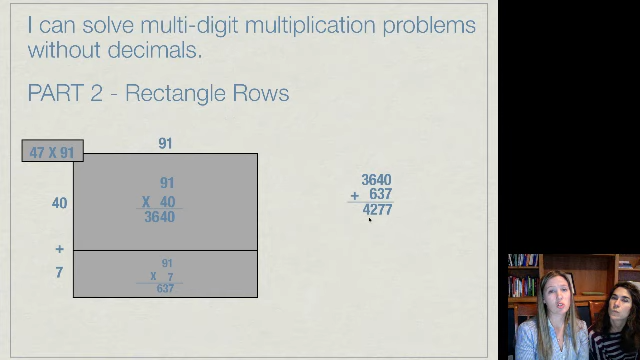 I can solve multi-digit multiplication problems
without decimals.
PART 2 - Rectangle Rows
47 X 91
91
40
91
X 40
3640
+
7
91
X 7
637
3640
+ 637
4277